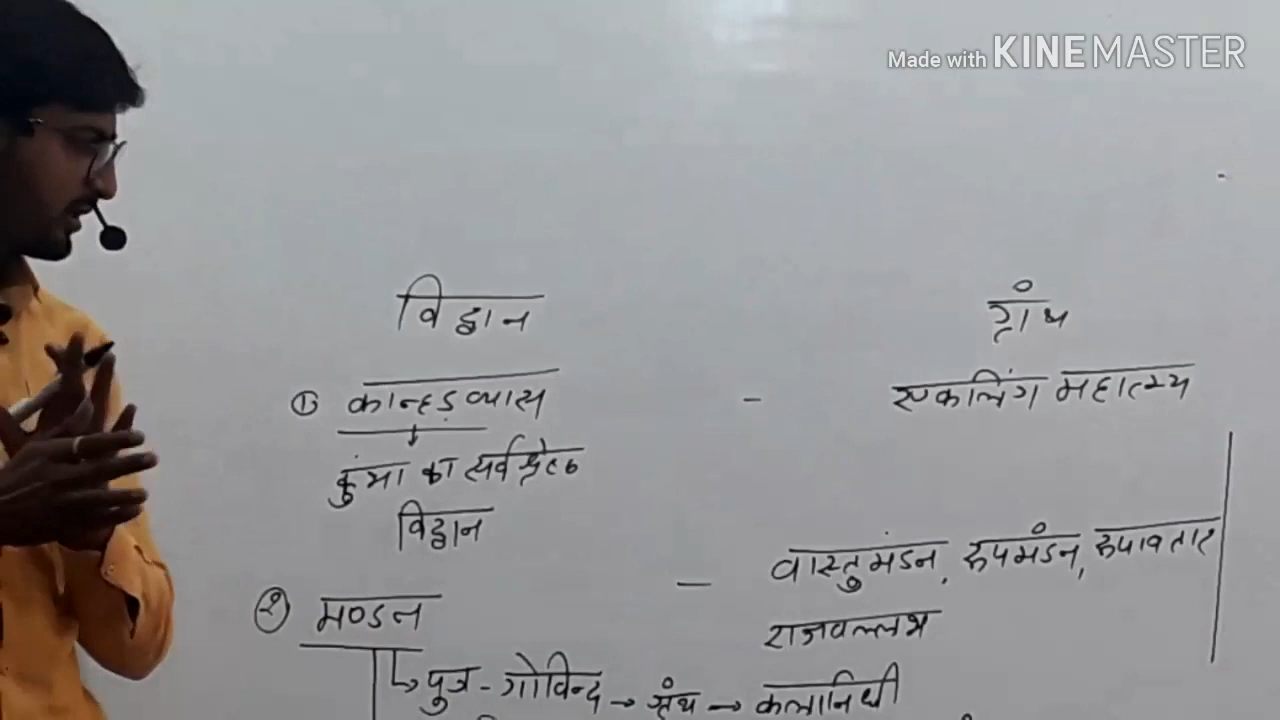 Made with KINEMASTER
विद्वान ग्रंथ
① कान्हड़ व्यास - एकलिंग महात्म्य
↓
कुंभा का सर्वश्रेष्ठ
विद्वान
② मण्डन - वास्तुमंडन, रूपमंडन, रूपावतार
राजवल्लभ
↳ पुत्र - गोविन्द → ग्रंथ → कलानिधी